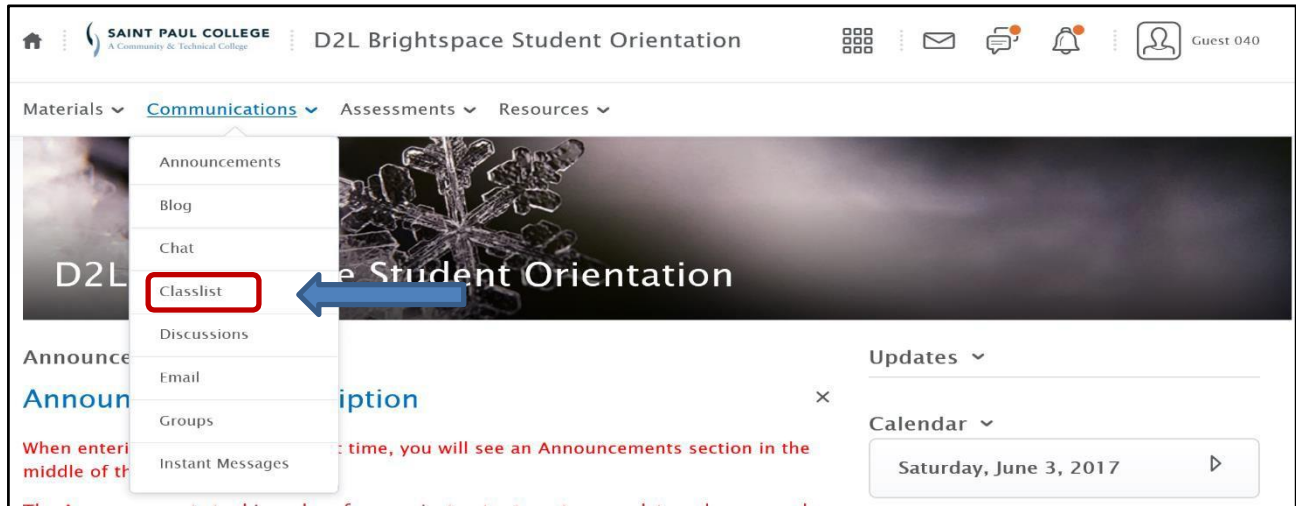 SAINT PAUL COLLEGE
A Community & Technical College
D2L Brightspace Student Orientation
Guest 040
Materials Communications Assessments Resources
Announcements
Blog
Chat
Classlist
Discussions
Email
Groups
Instant Messages
D2L e Student Orientation
Announce
Announ iption
When enteri time, you will see an Announcements section in the
middle of th
Updates
Calendar
Saturday, June 3, 2017